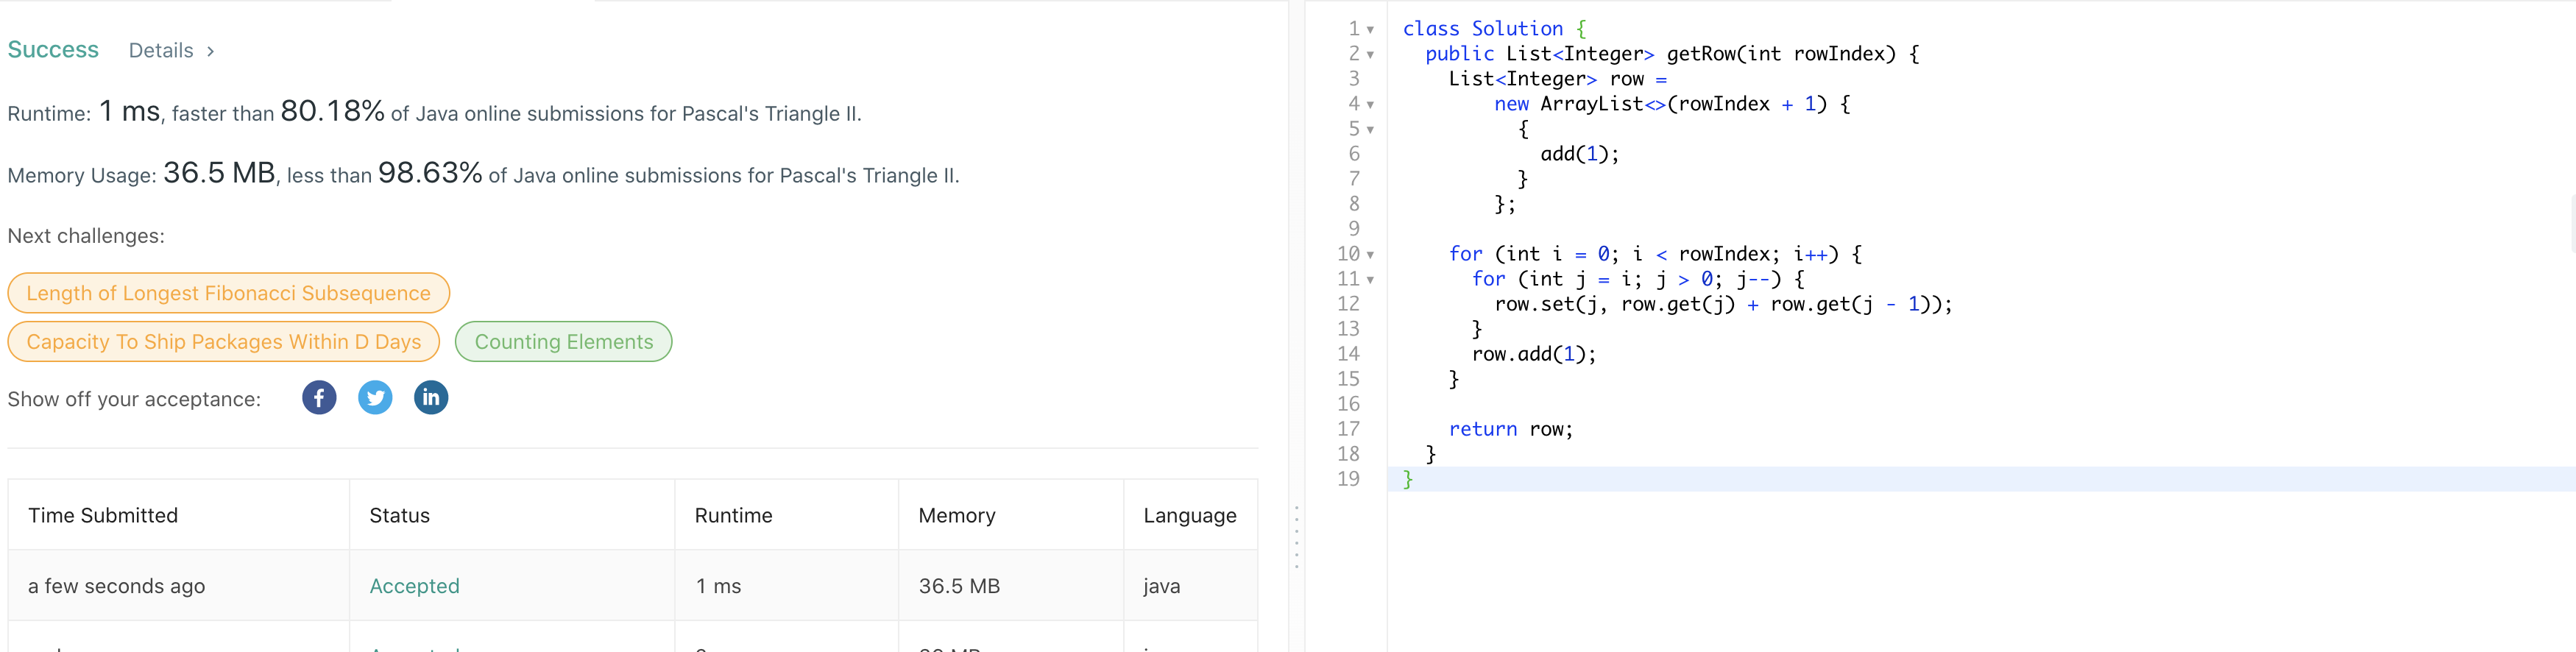 Success Details >
Runtime: 1 ms, faster than 80.18% of Java online submissions for Pascal's Triangle II.
Memory Usage: 36.5 MB, less than 98.63% of Java online submissions for Pascal's Triangle II.
Next challenges:
Length of Longest Fibonacci Subsequence
Capacity To Ship Packages Within D Days Counting Elements
Show off your acceptance: f in
Time Submitted Status Runtime Memory Language
a few seconds ago Accepted 1 ms 36.5 MB java
1 class Solution {
2 public List<Integer> getRow(int rowIndex) {
3 List<Integer> row =
4 new ArrayList<>(rowIndex + 1) {
5 {
6 add(1);
7 }
8 };
9
10 for (int i = 0; i < rowIndex; i++) {
11 for (int j = i; j > 0; j--) {
12 row.set(j, row.get(j) + row.get(j - 1));
13 }
14 row.add(1);
15 }
16
17 return row;
18 }
19 }